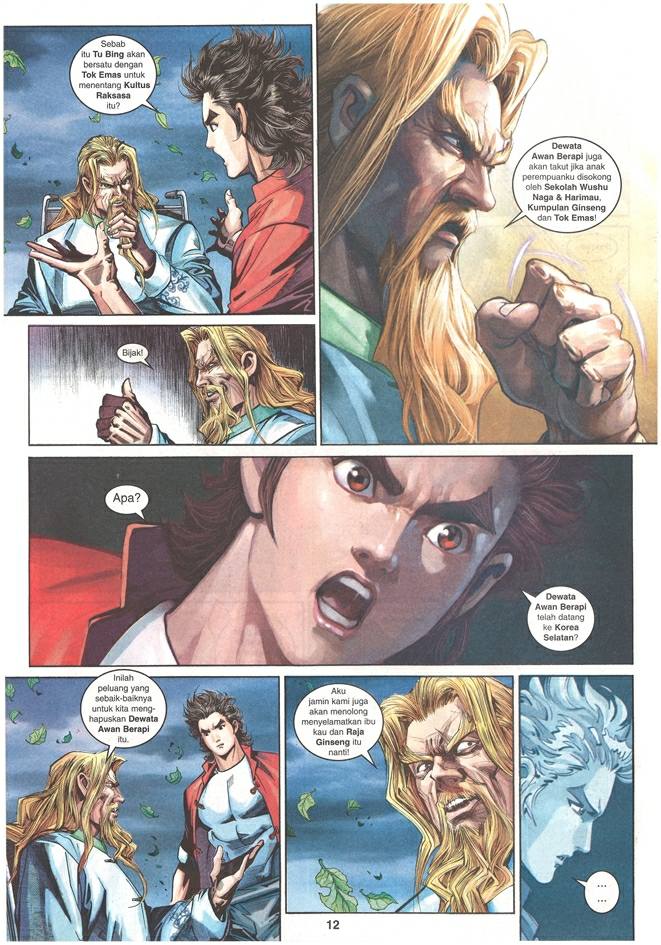 Sebab
itu Tu Bing akan
bersatu dengan
Tok Emas untuk
menentang Kultus
Raksasa
itu?
Dewata
Awan Berapi juga
akan takut jika anak
perempuanku disokong
oleh Sekolah Wushu
Naga & Harimau,
Kumpulan Ginseng
dan Tok Emas!
Bijak!
Apa?
Dewata
Awan Berapi
telah datang
ke Korea
Selatan?
Inilah
peluang yang
sebaik-baiknya
untuk kita meng-
hapuskan Dewata
Awan Berapi
itu.
Aku
jamin kami juga
akan menolong
menyelamatkan ibu
kau dan Raja
Ginseng itu
nanti!
...
...
12